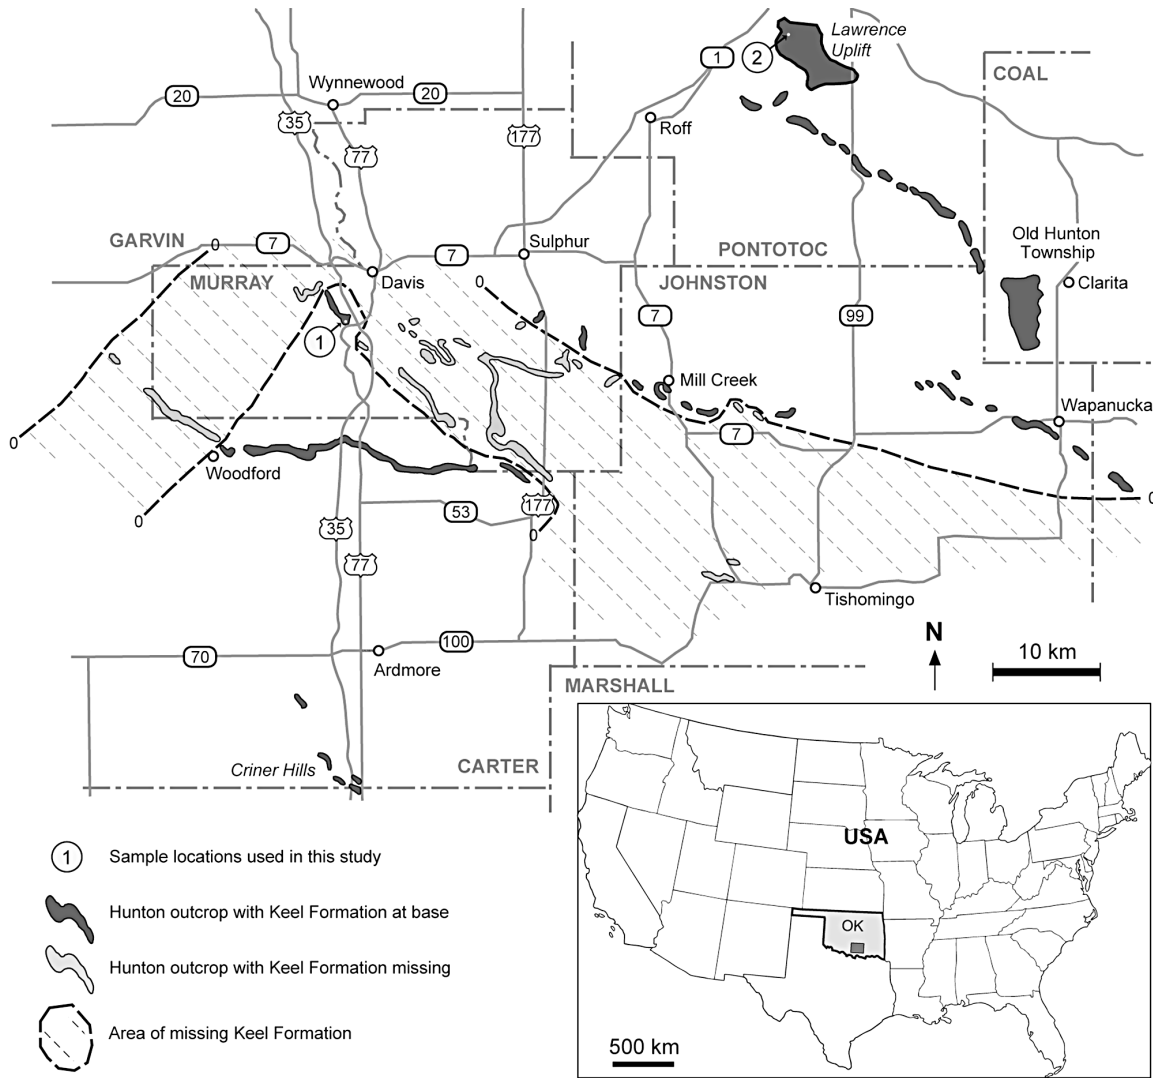 Lawrence
Uplift
1
2
COAL
Wynnewood
20
20
35
Roff
177
77
Old Hunton
Township
GARVIN
7
Sulphur
PONTOTOC
0
7
MURRAY
Davis
0
JOHNSTON
Clarita
7
99
1
Mill Creek
Wapanucka
0
7
Woodford
0
177
0
53
35
0
77
Tishomingo
N
100
10 km
70
Ardmore
MARSHALL
Criner Hills
CARTER
USA
OK
500 km
1
Sample locations used in this study
Hunton outcrop with Keel Formation at base
Hunton outcrop with Keel Formation missing
Area of missing Keel Formation